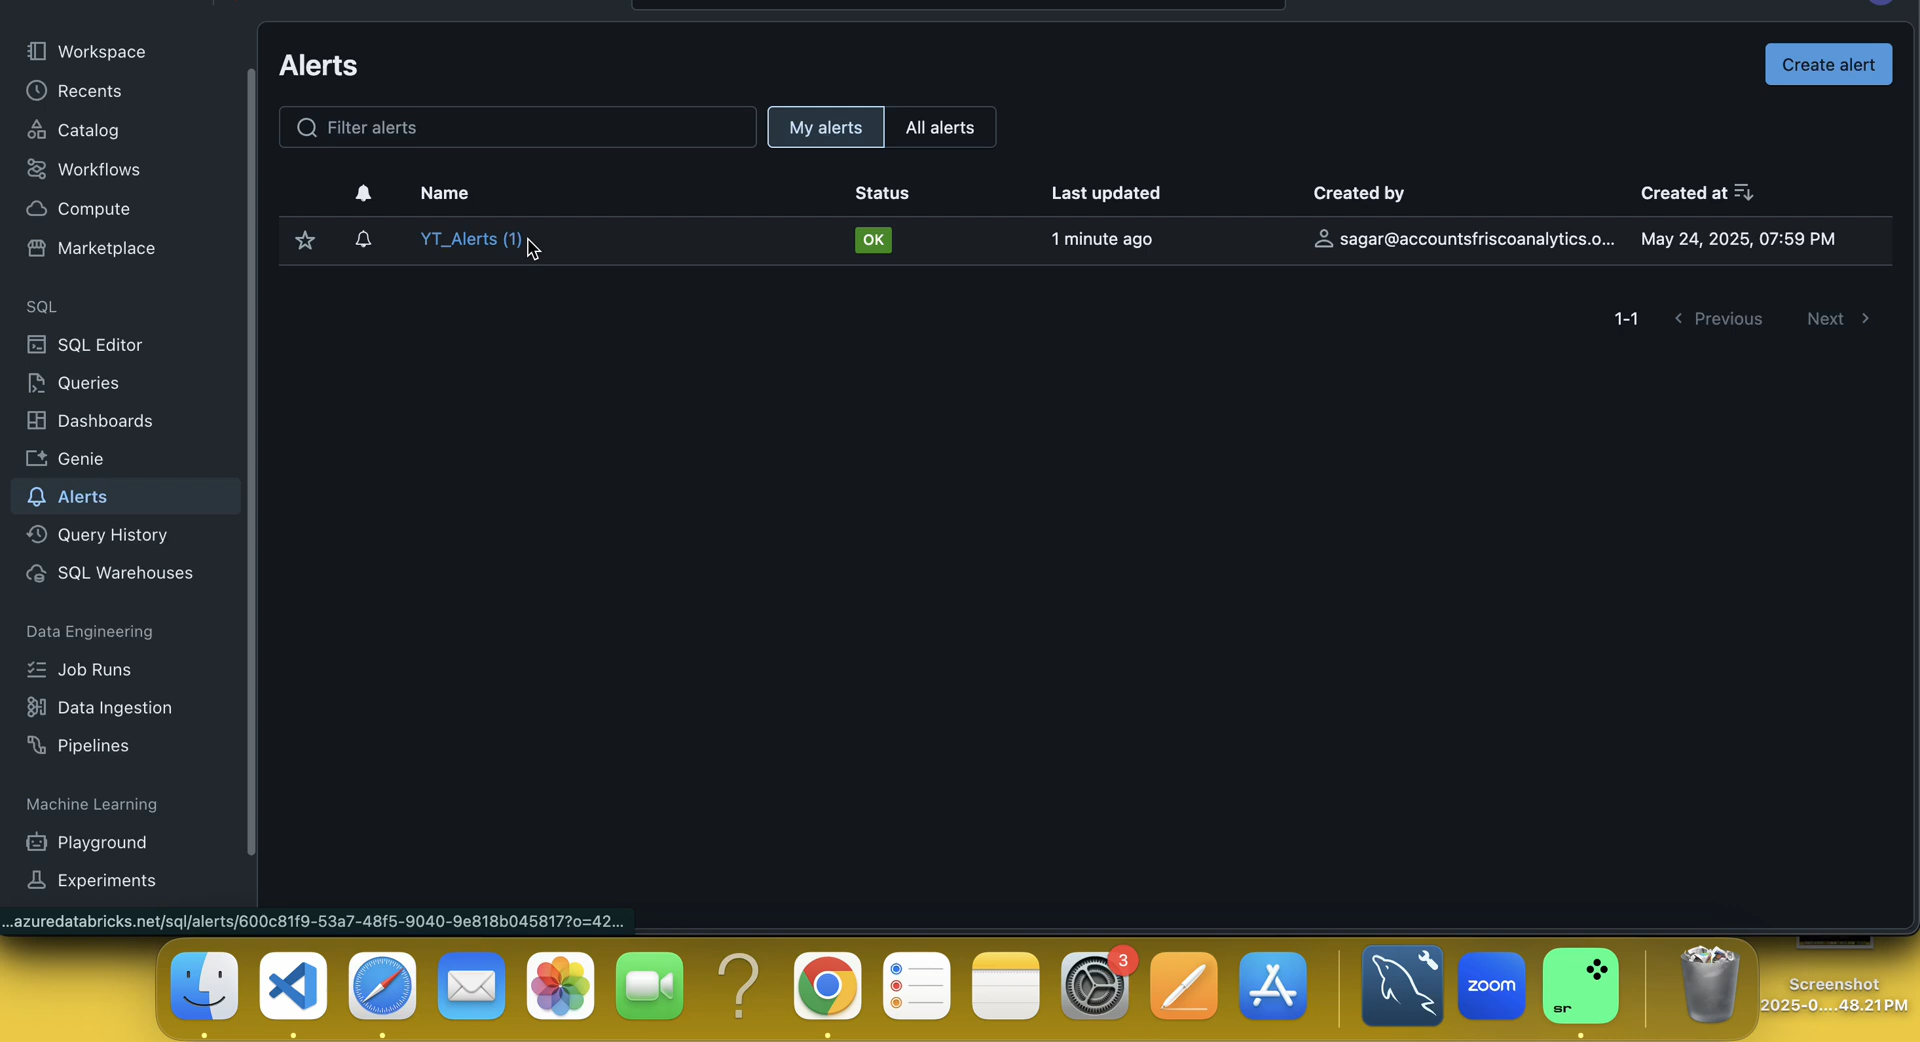 Workspace
Recents
Catalog
Workflows
Compute
Marketplace
SQL
SQL Editor
Queries
Dashboards
Genie
Alerts
Query History
SQL Warehouses
Data Engineering
Job Runs
Data Ingestion
Pipelines
Machine Learning
Playground
Experiments
Alerts
Create alert
Filter alerts
My alerts
All alerts
Name Status Last updated Created by Created at
YT_Alerts (1) OK 1 minute ago sagar@accountsfriscoanalytics.o... May 24, 2025, 07:59 PM
1-1 Previous Next
...azuredatabricks.net/sql/alerts/600c81f9-53a7-48f5-9040-9e818b045817?o=42...
3
zoom
sr
Screenshot
2025-0....48.21 PM